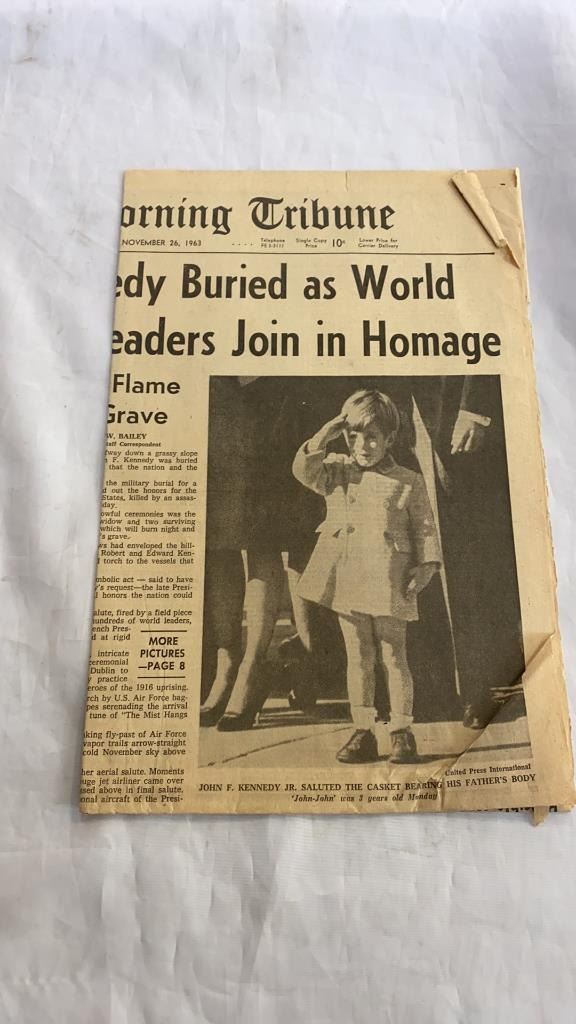 orning Tribune
NOVEMBER 26, 1963 .... Telephone FE 2-3111 Single Copy Price 10¢ Lower Price for Carrier Delivery
edy Buried as World
eaders Join in Homage
Flame
Grave
W. BAILEY
taff Correspondent
way down a grassy slope
F. Kennedy was buried
that the nation and the
the military burial for a
d out the honors for the
States, killed by an assas-
day.
owful ceremonies was the
widow and two surviving
which will burn night and
's grave.
ws had enveloped the hill-
Robert and Edward Ken-
torch to the vessels that
mbolic act — said to have
y's request—the late Presi-
honors the nation could
alute, fired by a field piece
hundreds of world leaders,
ench Pres-
d at rigid
intricate
ceremonial
Dublin to
y practice
eroes of the 1916 uprising.
rch by U.S. Air Force bag-
pes serenading the arrival
tune of "The Mist Hangs
king fly-past of Air Force
vapor trails arrow-straight
cold November sky above
her aerial salute. Moments
uge jet airliner came over
sed above in final salute.
onal aircraft of the Presi-
MORE
PICTURES
—PAGE 8
United Press International
JOHN F. KENNEDY JR. SALUTED THE CASKET BEARING HIS FATHER'S BODY
'John-John' was 3 years old Monday